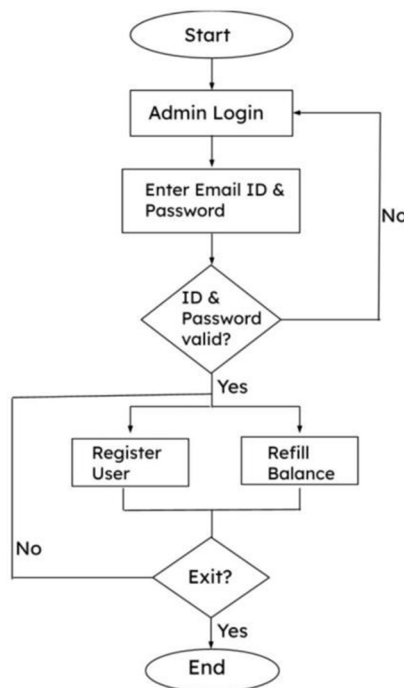 Start
Admin Login
Enter Email ID &
Password
No
ID &
Password
valid?
Yes
Register
User
Refill
Balance
No
Exit?
Yes
End